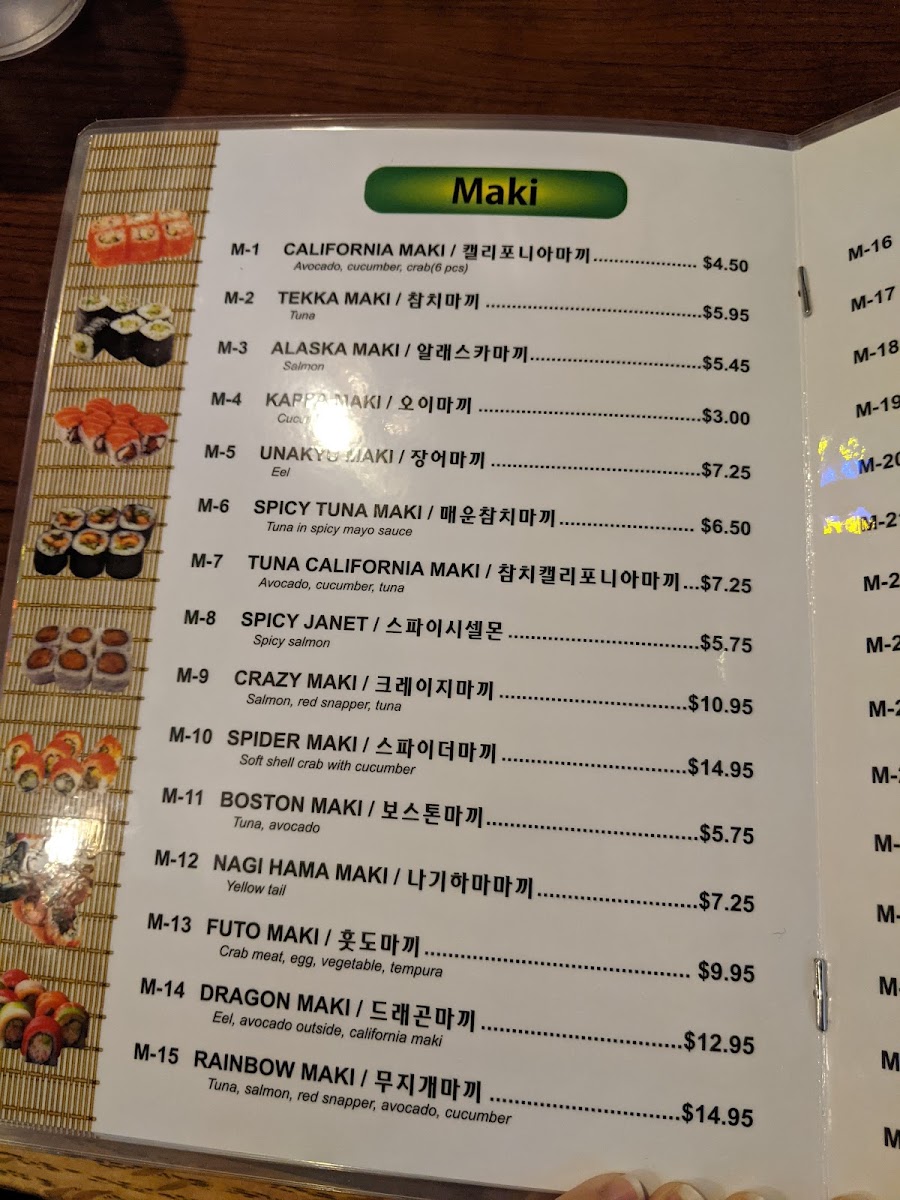 Maki
M-1 CALIFORNIA MAKI / 캘리포니아마끼.................... $4.50
Avocado, cucumber, crab(6 pcs)
M-2 TEKKA MAKI / 참치마끼 ..........................................$5.95
Tuna
M-3 ALASKA MAKI / 알래스카마끼.................................$5.45
Salmon
M-4 KAPPA MAKI / 오이마끼 ...........................................$3.00
M-5 UNAKYU MAKI / 장어마끼 ........................................$7.25
Eel
M-6 SPICY TUNA MAKI / 매운참치마끼.......................... $6.50
Tuna in spicy mayo sauce
M-7 TUNA CALIFORNIA MAKI / 참치캘리포니아마끼...$7.25
Avocado, cucumber, tuna
M-8 SPICY JANET / 스파이시셀몬....................................$5.75
Spicy salmon
M-9 CRAZY MAKI / 크레이지마끼....................................$10.95
Salmon, red snapper, tuna
M-10 SPIDER MAKI / 스파이더마끼...................................$14.95
Soft shell crab with cucumber
M-11 BOSTON MAKI / 보스톤마끼.......................................$5.75
Tuna, avocado
M-12 NAGI HAMA MAKI / 나기하마마끼.............................$7.25
Yellow tail
M-13 FUTO MAKI / 훗도마끼................................................ $9.95
Crab meat, egg, vegetable, tempura
M-14 DRAGON MAKI / 드래곤마끼.....................................$12.95
Eel, avocado outside, california maki
M-15 RAINBOW MAKI / 무지개마끼 ...................................$14.95
Tuna, salmon, red snapper, avocado, cucumber
M-16
M-17
M-18
M-19
M-20